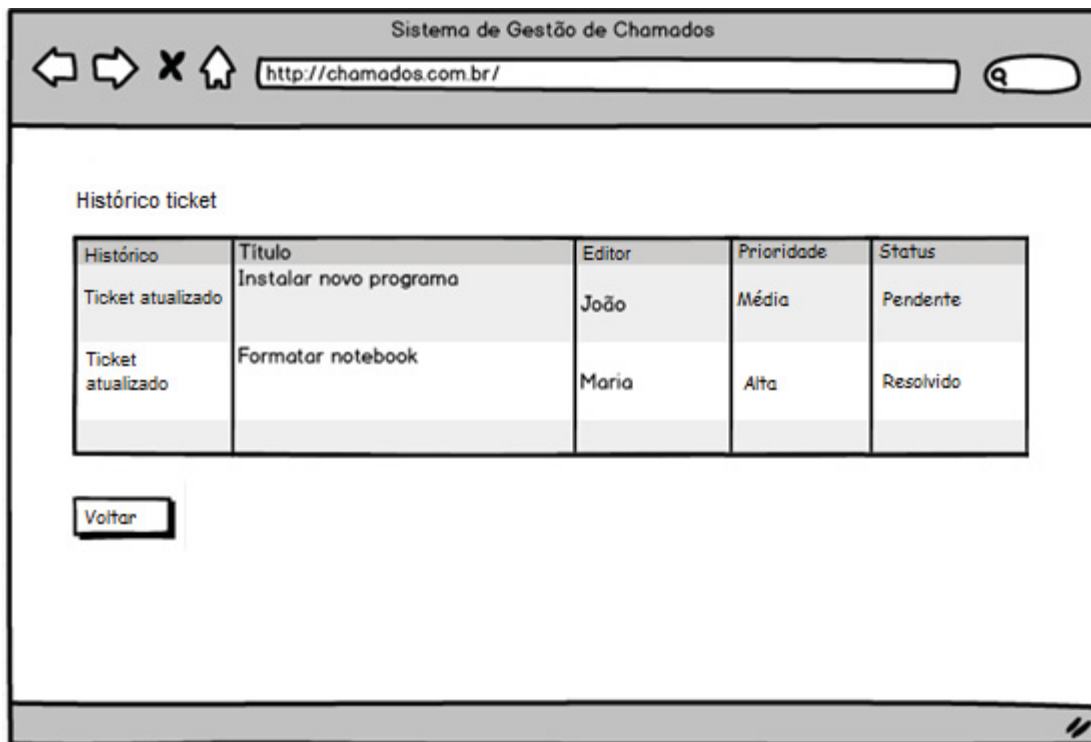 Sistema de Gestão de Chamados
http://chamados.com.br/
Histórico ticket
Histórico Título Editor Prioridade Status
Instalar novo programa
Ticket atualizado João Média Pendente
Formatar notebook
Ticket
atualizado Maria Alta Resolvido
Voltar